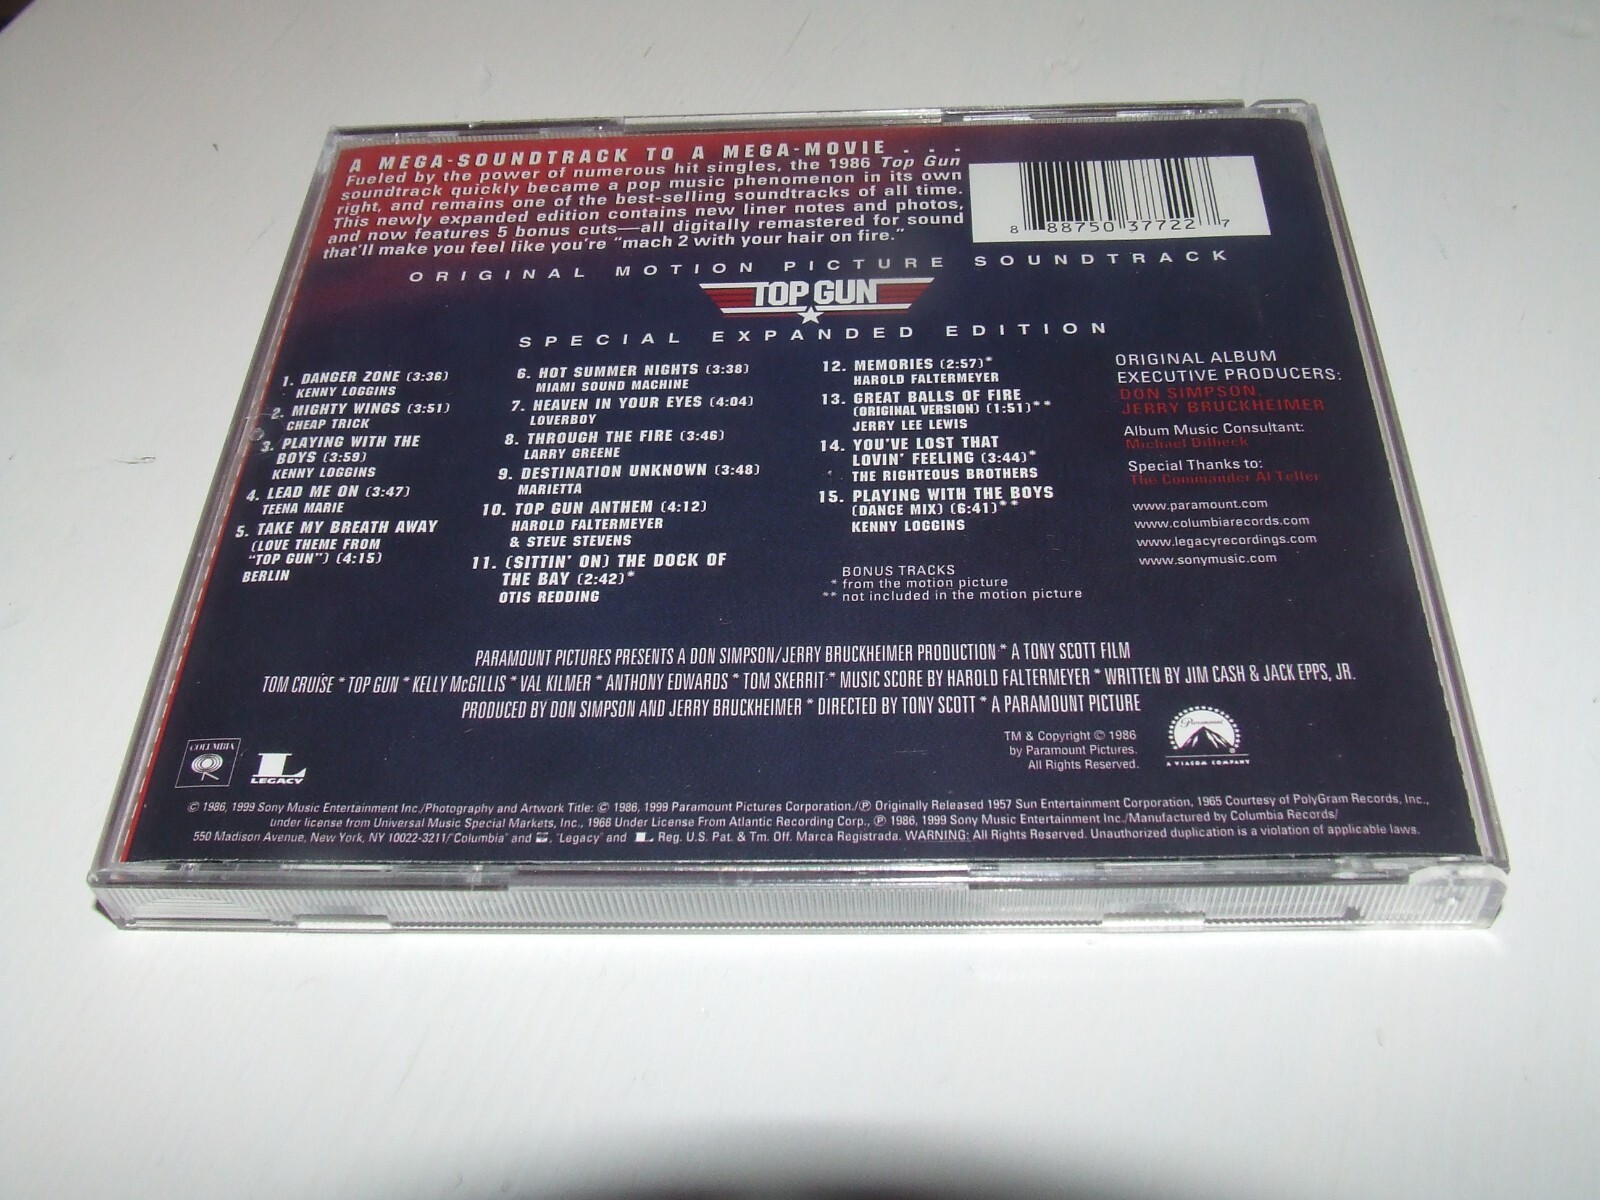 A MEGA-SOUNDTRACK TO A MEGA-MOVIE . . .
Fueled by the power of numerous hit singles, the 1986 Top Gun
soundtrack quickly became a pop music phenomenon in its own
right, and remains one of the best-selling soundtracks of all time.
This newly expanded edition contains new liner notes and photos,
and now features 5 bonus cuts—all digitally remastered for sound
that'll make you feel like you're "mach 2 with your hair on fire."
8 88750 37722 7
ORIGINAL MOTION PICTURE SOUNDTRACK
TOP GUN
SPECIAL EXPANDED EDITION
1. DANGER ZONE (3:36)
KENNY LOGGINS
2. MIGHTY WINGS (3:51)
CHEAP TRICK
3. PLAYING WITH THE
BOYS (3:59)
KENNY LOGGINS
4. LEAD ME ON (3:47)
TEENA MARIE
5. TAKE MY BREATH AWAY
(LOVE THEME FROM
"TOP GUN") (4:15)
BERLIN
6. HOT SUMMER NIGHTS (3:38)
MIAMI SOUND MACHINE
7. HEAVEN IN YOUR EYES (4:04)
LOVERBOY
8. THROUGH THE FIRE (3:46)
LARRY GREENE
9. DESTINATION UNKNOWN (3:48)
MARIETTA
10. TOP GUN ANTHEM (4:12)
HAROLD FALTERMEYER
& STEVE STEVENS
11. (SITTIN' ON) THE DOCK OF
THE BAY (2:42)*
OTIS REDDING
12. MEMORIES (2:57)*
HAROLD FALTERMEYER
13. GREAT BALLS OF FIRE
(ORIGINAL VERSION) (1:51)**
JERRY LEE LEWIS
14. YOU'VE LOST THAT
LOVIN' FEELING (3:44)*
THE RIGHTEOUS BROTHERS
15. PLAYING WITH THE BOYS
(DANCE MIX) (6:41)**
KENNY LOGGINS
BONUS TRACKS
* from the motion picture
** not included in the motion picture
ORIGINAL ALBUM
EXECUTIVE PRODUCERS:
DON SIMPSON,
JERRY BRUCKHEIMER
Album Music Consultant:
Michael Dilbeck
Special Thanks to:
The Commander Al Teller
www.paramount.com
www.columbiarecords.com
www.legacyrecordings.com
www.sonymusic.com
PARAMOUNT PICTURES PRESENTS A DON SIMPSON/JERRY BRUCKHEIMER PRODUCTION * A TONY SCOTT FILM
TOM CRUISE * TOP GUN * KELLY McGILLIS * VAL KILMER * ANTHONY EDWARDS * TOM SKERRIT * MUSIC SCORE BY HAROLD FALTERMEYER * WRITTEN BY JIM CASH & JACK EPPS, JR.
PRODUCED BY DON SIMPSON AND JERRY BRUCKHEIMER * DIRECTED BY TONY SCOTT * A PARAMOUNT PICTURE
COLUMBIA
L
LEGACY
TM & Copyright © 1986
by Paramount Pictures.
All Rights Reserved.
Paramount
A VIACOM COMPANY
© 1986, 1999 Sony Music Entertainment Inc./Photography and Artwork Title: © 1986, 1999 Paramount Pictures Corporation./℗ Originally Released 1957 Sun Entertainment Corporation, 1965 Courtesy of PolyGram Records, Inc.,
under license from Universal Music Special Markets, Inc., 1968 Under License From Atlantic Recording Corp., ℗ 1986, 1999 Sony Music Entertainment Inc./Manufactured by Columbia Records/
550 Madison Avenue, New York, NY 10022-3211/"Columbia" and , "Legacy" and L Reg. U.S. Pat. & Tm. Off. Marca Registrada. WARNING: All Rights Reserved. Unauthorized duplication is a violation of applicable laws.